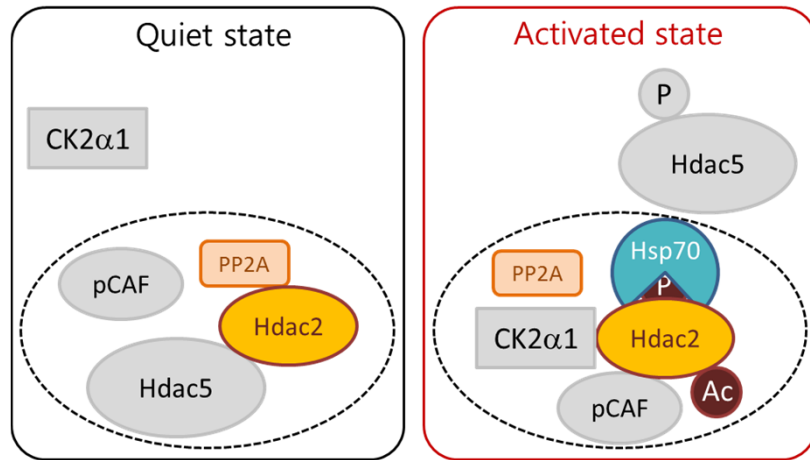 Quiet state
CK2α1
pCAF
PP2A
Hdac2
Hdac5
Activated state
P
Hdac5
Hsp70
P
PP2A
CK2α1
Hdac2
Ac
pCAF